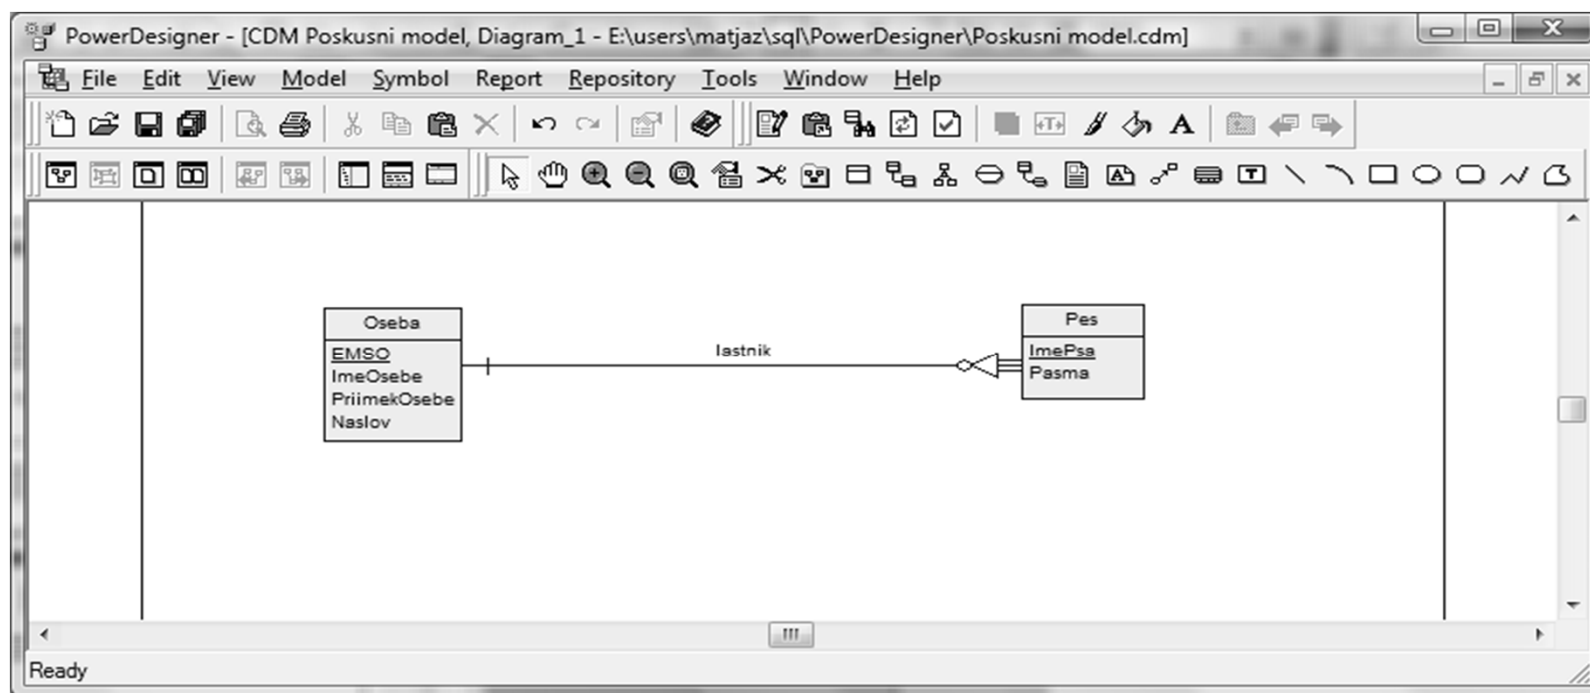 PowerDesigner - [CDM Poskusni model, Diagram_1 - E:\users\matjaz\sql\PowerDesigner\Poskusni model.cdm]
File Edit View Model Symbol Report Repository Tools Window Help
Oseba
EMSO
ImeOsebe
PriimekOsebe
Naslov
lastnik
Pes
ImePsa
Pasma
Ready